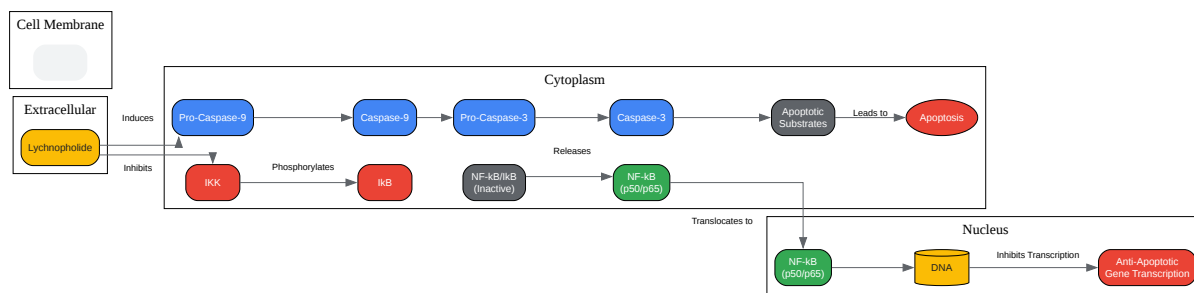 Cell Membrane
Extracellular
Lychnopholide
Induces
Inhibits
Cytoplasm
Pro-Caspase-9
Caspase-9
Pro-Caspase-3
Caspase-3
Apoptotic
Substrates
Leads to
Apoptosis
IKK
Phosphorylates
IkB
NF-kB/IkB
(Inactive)
Releases
NF-kB
(p50/p65)
Translocates to
Nucleus
NF-kB
(p50/p65)
DNA
Inhibits Transcription
Anti-Apoptotic
Gene Transcription